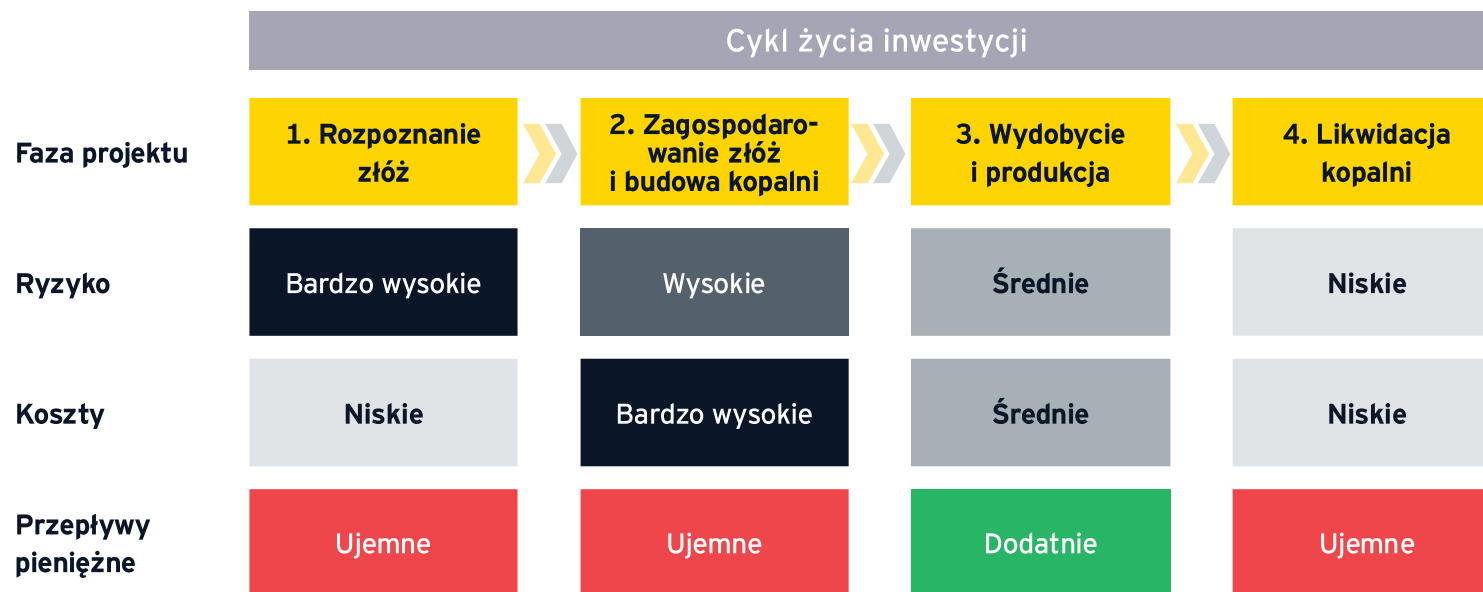 Cykl życia inwestycji
Faza projektu
1. Rozpoznanie
złóż
2. Zagospodaro-
wanie złóż
i budowa kopalni
3. Wydobycie
i produkcja
4. Likwidacja
kopalni
Ryzyko
Bardzo wysokie
Wysokie
Średnie
Niskie
Koszty
Niskie
Bardzo wysokie
Średnie
Niskie
Przepływy
pieniężne
Ujemne
Ujemne
Dodatnie
Ujemne